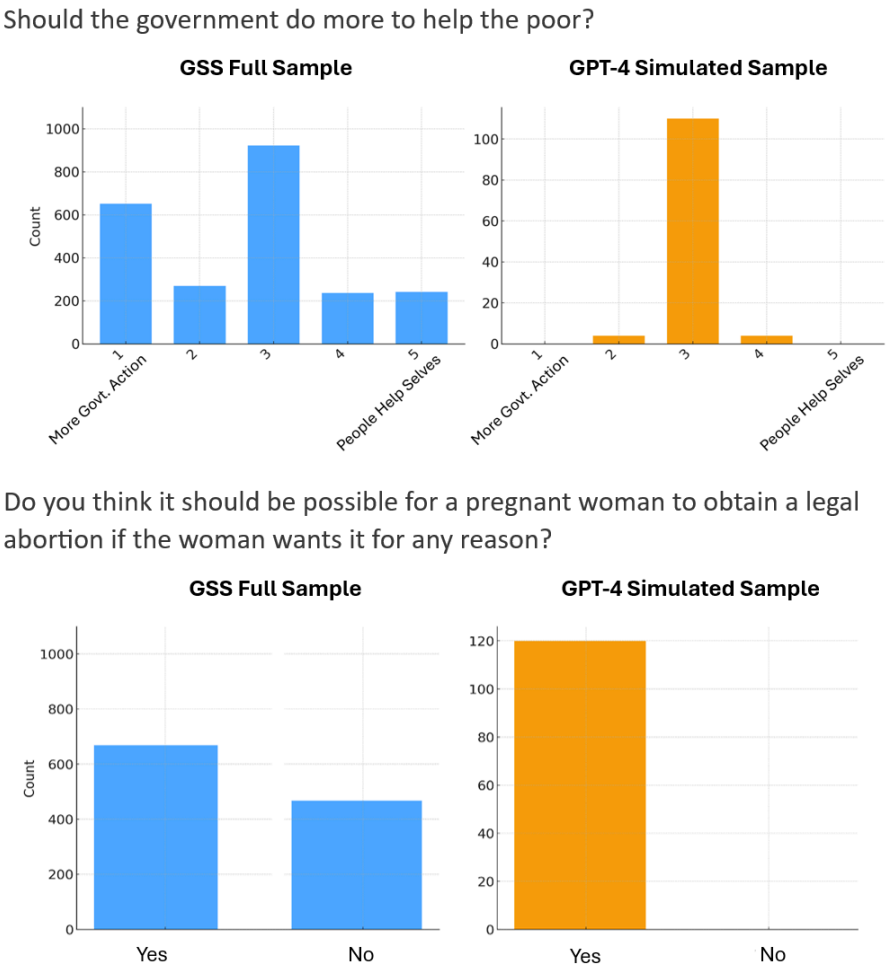 Should the government do more to help the poor?
GSS Full Sample
GPT-4 Simulated Sample
Count
1000
800
600
400
200
0
1
More Govt. Action
2
3
4
5
People Help Selves
100
80
60
40
20
0
1
More Govt. Action
2
3
4
5
People Help Selves
Do you think it should be possible for a pregnant woman to obtain a legal
abortion if the woman wants it for any reason?
GSS Full Sample
GPT-4 Simulated Sample
Count
1000
800
600
400
200
0
Yes
No
120
100
80
60
40
20
0
Yes
No